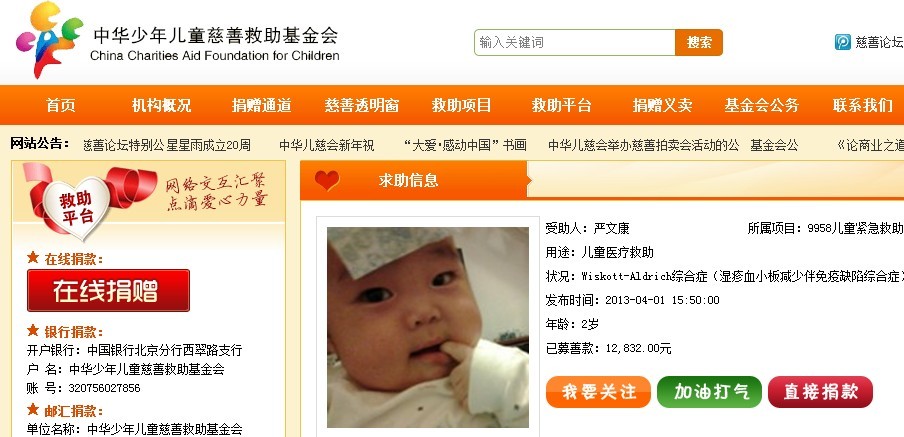 中华少年儿童慈善救助基金会
China Charities Aid Foundation for Children
输入关键词
搜索
慈善论坛
首页 机构概况 捐赠通道 慈善透明窗 救助项目 救助平台 捐赠义卖 基金会公务 联系我们
网站公告： 慈善论坛特别公 星星雨成立20周 中华儿慈会新年祝 “大爱·感动中国”书画 中华儿慈会举办慈善拍卖会活动的公 基金会公 《论商业之道
救助
平台
网络交互汇聚
点滴爱心力量
在线捐款：
在线捐赠
银行捐款：
开户银行：中国银行北京分行西翠路支行
户 名：中华少年儿童慈善救助基金会
账 号：320756027856
邮汇捐款：
单位名称：中华少年儿童慈善救助基金会
求助信息
受助人：严文康 所属项目：9958儿童紧急救助
用途：儿童医疗救助
状况：Wiskott-Aldrich综合症（湿疹血小板减少伴免疫缺陷综合症）
发布时间：2013-04-01 15:50:00
年龄：2岁
已募善款：12,832.00元
我要关注 加油打气 直接捐款